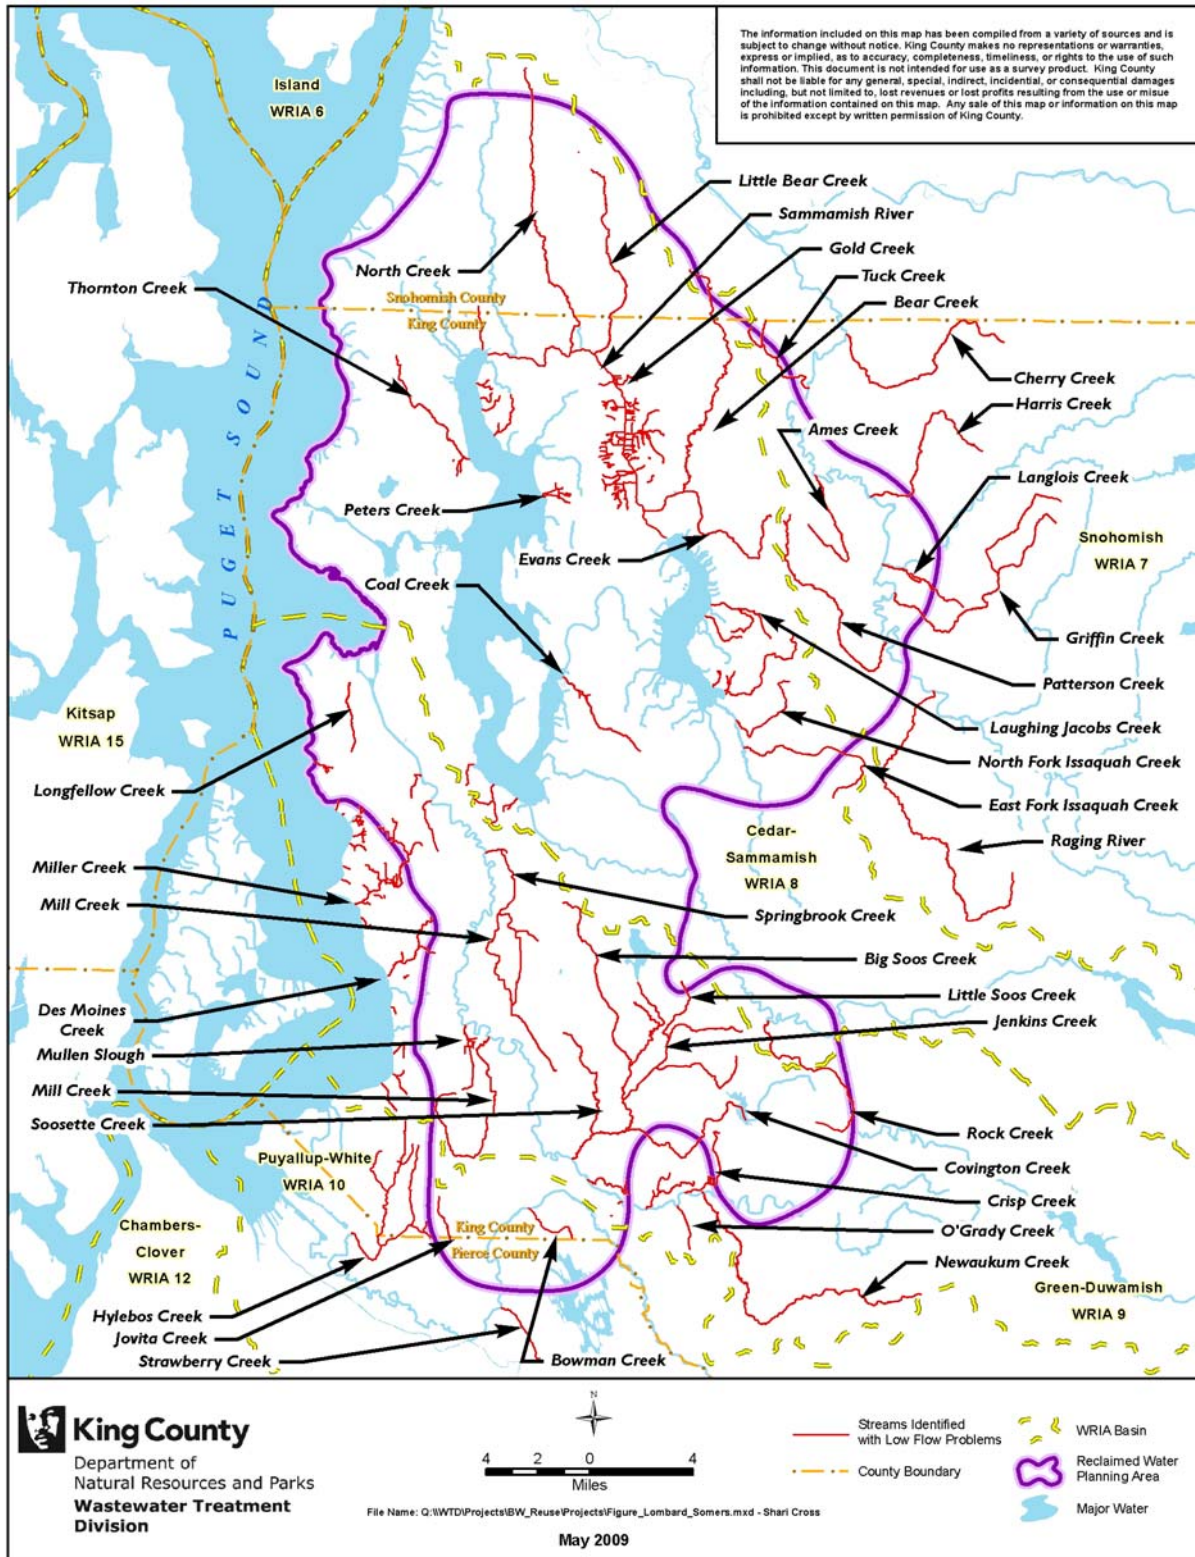 The information included on this map has been compiled from a variety of sources and is
subject to change without notice. King County makes no representations or warranties,
express or implied, as to accuracy, completeness, timeliness, or rights to the use of such
information. This document is not intended for use as a survey product. King County
shall not be liable for any general, special, indirect, incidental, or consequential damages
including, but not limited to, lost revenues or lost profits resulting from the use or misue
of the information contained on this map. Any sale of this map or information on this map
is prohibited except by written permission of King County.
Island
WRIA 6
Little Bear Creek
Sammamish River
Gold Creek
Tuck Creek
Bear Creek
North Creek
Thornton Creek
Snohomish County
King County
PUGET SOUND
Cherry Creek
Harris Creek
Ames Creek
Langlois Creek
Peters Creek
Evans Creek
Snohomish
WRIA 7
Coal Creek
Griffin Creek
Patterson Creek
Kitsap
WRIA 15
Laughing Jacobs Creek
North Fork Issaquah Creek
Longfellow Creek
East Fork Issaquah Creek
Cedar-
Sammamish
WRIA 8
Raging River
Miller Creek
Mill Creek
Springbrook Creek
Big Soos Creek
Des Moines
Creek
Little Soos Creek
Jenkins Creek
Mullen Slough
Mill Creek
Soosette Creek
Rock Creek
Puyallup-White
WRIA 10
Covington Creek
Crisp Creek
Chambers-
Clover
WRIA 12
King County
Pierce County
O'Grady Creek
Newaukum Creek
Green-Duwamish
WRIA 9
Hylebos Creek
Jovita Creek
Strawberry Creek
Bowman Creek
King County
Department of
Natural Resources and Parks
Wastewater Treatment
Division
N
4 2 0 4
Miles
File Name: Q:\\WTD\Projects\BW_Reuse\Projects\Figure_Lombard_Somers.mxd - Shari Cross
May 2009
Streams Identified
with Low Flow Problems
County Boundary
WRIA Basin
Reclaimed Water
Planning Area
Major Water